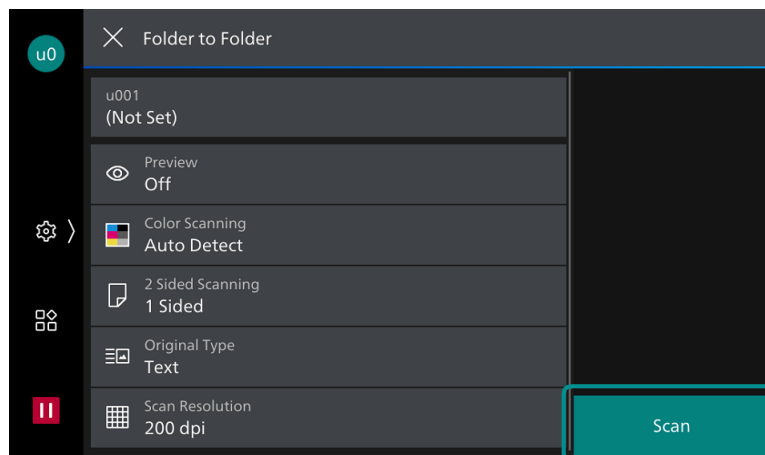 u0
Folder to Folder
u001
(Not Set)
Preview
Off
Color Scanning
Auto Detect
2 Sided Scanning
1 Sided
Original Type
Text
Scan Resolution
200 dpi
Scan